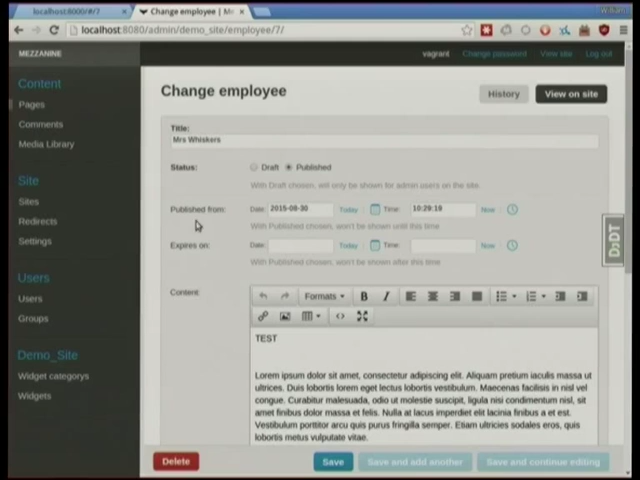 localhost:8000/#/7
Change employee | Me
localhost:8080/admin/demo_site/employee/7/
MEZZANINE
vagrant
Change password
View site
Log out
Content
Pages
Comments
Media Library
Site
Sites
Redirects
Settings
Users
Users
Groups
Demo_Site
Widget categorys
Widgets
Change employee
History
View on site
Title:
Mrs Whiskers
Status:
Draft
Published
With Draft chosen, will only be shown for admin users on the site.
Published from:
Date: 2015-08-30 Today
Time: 10:29:19 Now
With Published chosen, won't be shown until this time
Expires on:
Date: Today
Time: Now
With Published chosen, won't be shown after this time
DjDT
Content:
Formats
B I
TEST
Lorem ipsum dolor sit amet, consectetur adipiscing elit. Aliquam pretium iaculis massa ut
ultrices. Duis lobortis lorem eget lectus lobortis vestibulum. Maecenas facilisis in nisl vel
congue. Curabitur malesuada, odio ut molestie suscipit, ligula nisi condimentum nisl, sit
amet finibus dolor massa et felis. Nulla at lacus imperdiet elit lacinia finibus a et est.
Vestibulum porttitor arcu quis purus fringilla semper. Etiam ultricies sodales eros, quis
lobortis metus vulputate vitae.
Delete
Save
Save and add another
Save and continue editing